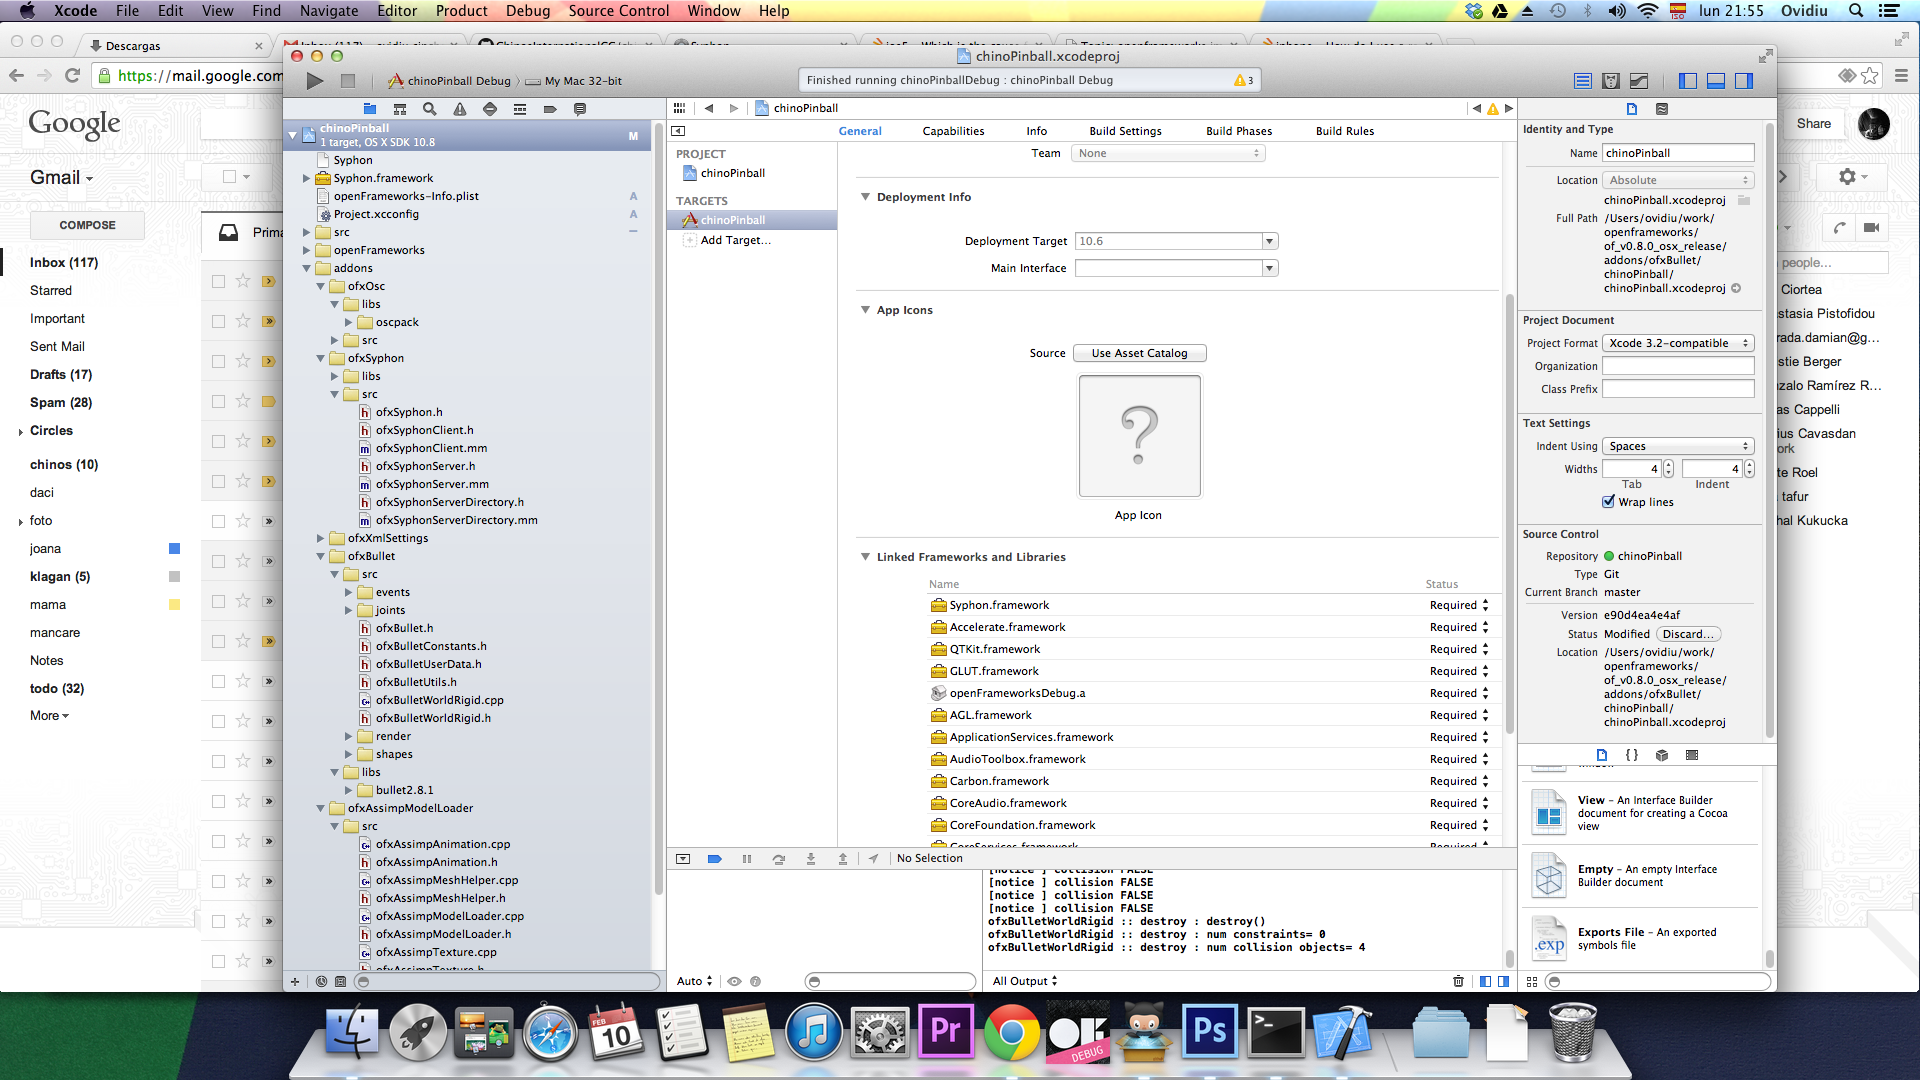 Xcode File Edit View Find Navigate Editor Product Debug Source Control Window Help
ISO
lun 21:55 Ovidiu
Descargas
https://mail.google.com
chinoPinball.xcodeproj
chinoPinball Debug
My Mac 32-bit
Finished running chinoPinballDebug : chinoPinball Debug
3
Google
Gmail
COMPOSE
Prima
Inbox (117)
Starred
Important
Sent Mail
Drafts (17)
Spam (28)
Circles
chinos (10)
daci
foto
joana
klagan (5)
mama
mancare
Notes
todo (32)
More
chinoPinball
1 target, OS X SDK 10.8
M
Syphon
Syphon.framework
openFrameworks-Info.plist A
Project.xcconfig A
src
openFrameworks
addons
ofxOsc
libs
oscpack
src
ofxSyphon
libs
src
ofxSyphon.h
ofxSyphonClient.h
ofxSyphonClient.mm
ofxSyphonServer.h
ofxSyphonServer.mm
ofxSyphonServerDirectory.h
ofxSyphonServerDirectory.mm
ofxXmlSettings
ofxBullet
src
events
joints
ofxBullet.h
ofxBulletConstants.h
ofxBulletUserData.h
ofxBulletUtils.h
ofxBulletWorldRigid.cpp
ofxBulletWorldRigid.h
render
shapes
libs
bullet2.8.1
ofxAssimpModelLoader
src
ofxAssimpAnimation.cpp
ofxAssimpAnimation.h
ofxAssimpMeshHelper.cpp
ofxAssimpMeshHelper.h
ofxAssimpModelLoader.cpp
ofxAssimpModelLoader.h
ofxAssimpTexture.cpp
ofxAssimpTexture.h
chinoPinball
General Capabilities Info Build Settings Build Phases Build Rules
PROJECT
chinoPinball
TARGETS
chinoPinball
Add Target...
Team None
Deployment Info
Deployment Target 10.6
Main Interface
App Icons
Source Use Asset Catalog
?
App Icon
Linked Frameworks and Libraries
Name Status
Syphon.framework Required
Accelerate.framework Required
QTKit.framework Required
GLUT.framework Required
openFrameworksDebug.a Required
AGL.framework Required
ApplicationServices.framework Required
AudioToolbox.framework Required
Carbon.framework Required
CoreAudio.framework Required
CoreFoundation.framework Required
CoreServices.framework Required
No Selection
[notice ] collision FALSE
[notice ] collision FALSE
[notice ] collision FALSE
[notice ] collision FALSE
ofxBulletWorldRigid :: destroy : destroy()
ofxBulletWorldRigid :: destroy : num constraints= 0
ofxBulletWorldRigid :: destroy : num collision objects= 4
Auto
All Output
Identity and Type
Name chinoPinball
Location Absolute
chinoPinball.xcodeproj
Full Path /Users/ovidiu/work/
openframeworks/
of_v0.8.0_osx_release/
addons/ofxBullet/
chinoPinball/
chinoPinball.xcodeproj
Project Document
Project Format Xcode 3.2-compatible
Organization
Class Prefix
Text Settings
Indent Using Spaces
Widths 4 4
Tab Indent
Wrap lines
Source Control
Repository chinoPinball
Type Git
Current Branch master
Version e90d4ea4e4af
Status Modified Discard...
Location /Users/ovidiu/work/
openframeworks/
of_v0.8.0_osx_release/
addons/ofxBullet/
chinoPinball/
chinoPinball.xcodeproj
{ }
View – An Interface Builder
document for creating a Cocoa
view
Empty – An empty Interface
Builder document
.exp
Exports File – An exported
symbols file
Share
people...
Ciortea
astasia Pistofidou
rada.damian@g...
stie Berger
nzalo Ramírez R...
as Cappelli
ius Cavasdan
ork
te Roel
tafur
hal Kukucka
FEB
10
Pr
DEBUG
Ps